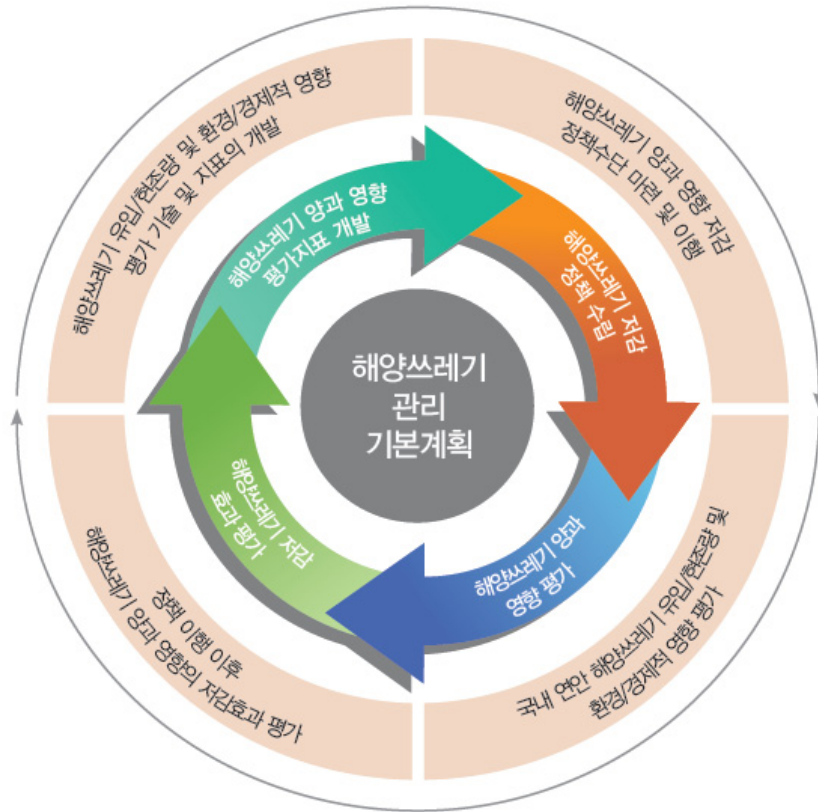 해양쓰레기 유입/현존량 및 환경/경제적 영향
평가 기술 및 지표의 개발
해양쓰레기 양과 영향 저감
정책수단 마련 및 이행
해양쓰레기 양과 영향
평가지표 개발
해양쓰레기 저감
정책 수립
해양쓰레기
관리
기본계획
해양쓰레기 저감
효과 평가
해양쓰레기 양과
영향 평가
정책 이행 이후
해양쓰레기 양과 영향의 저감효과 평가
국내 연안 해양쓰레기 유입/현존량 및
환경/경제적 영향 평가